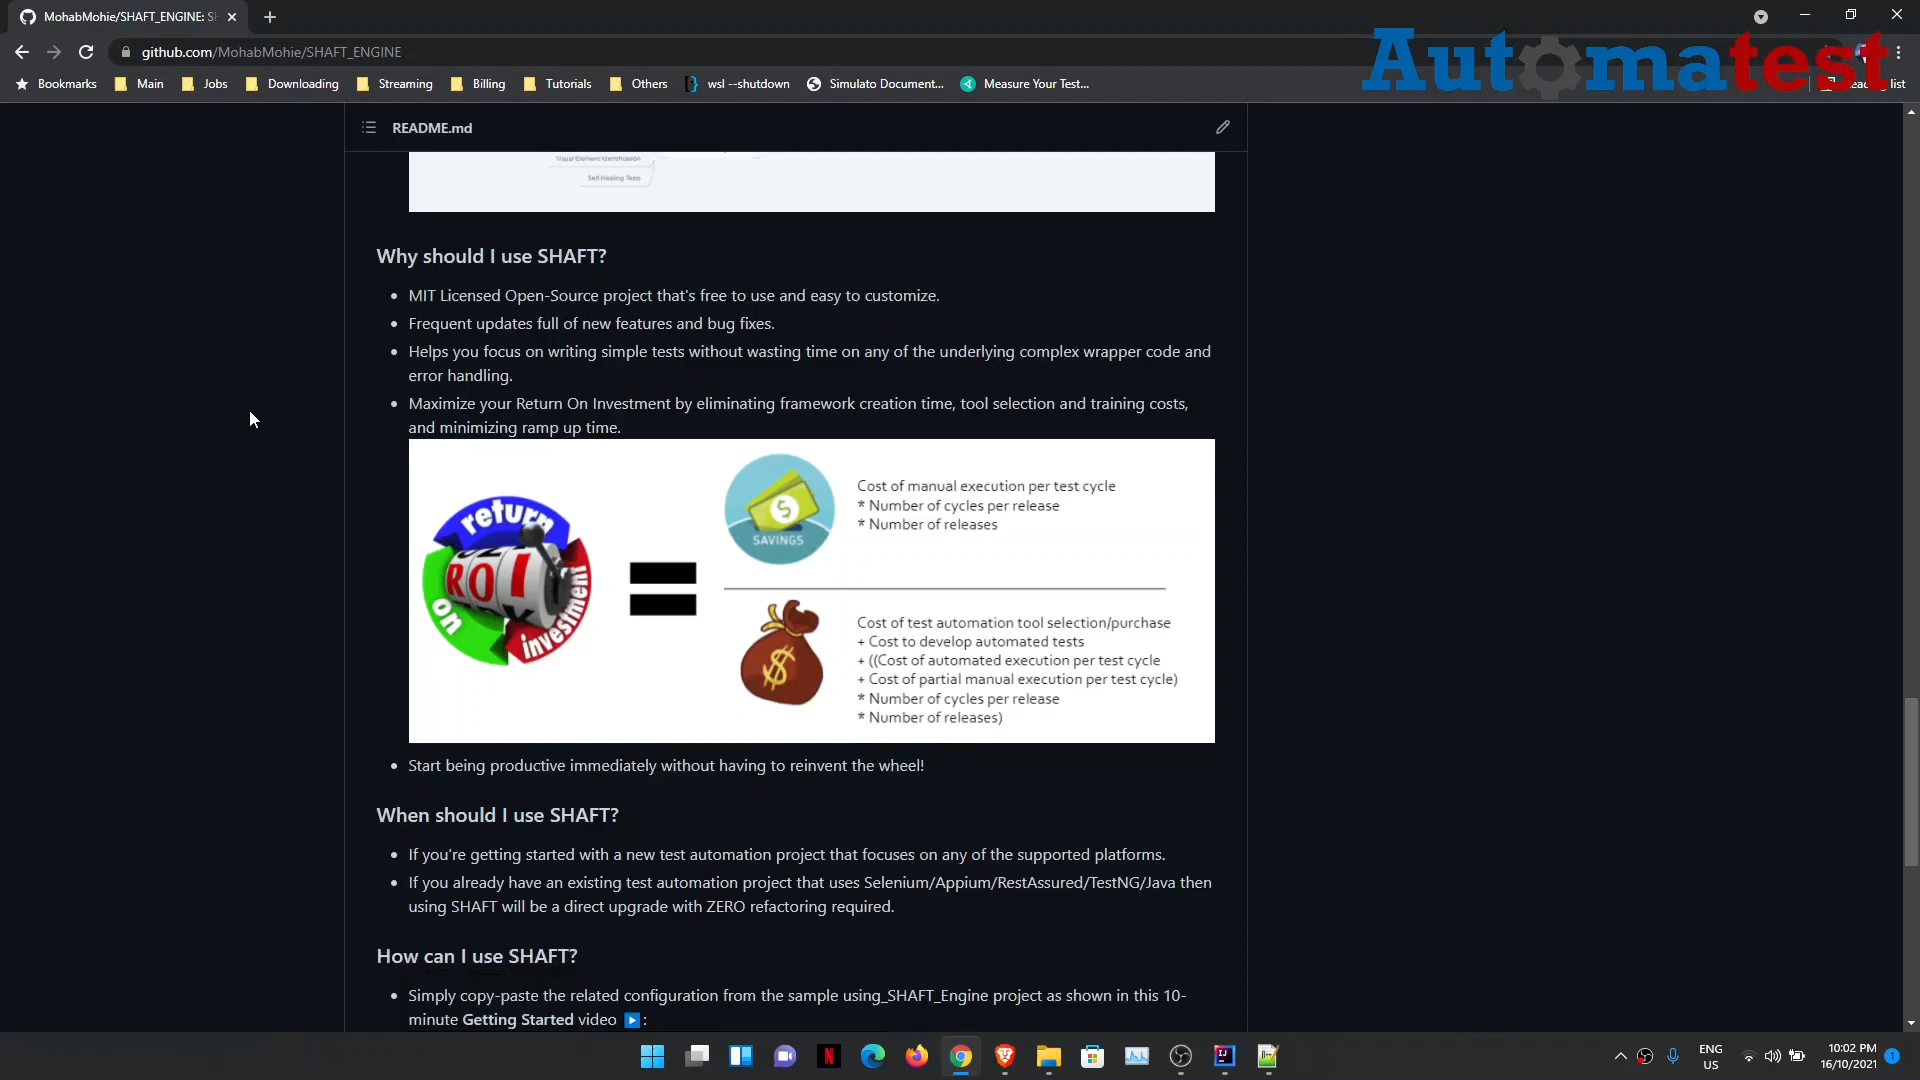 MohabMohie/SHAFT_ENGINE: SH
github.com/MohabMohie/SHAFT_ENGINE
Automatest
Bookmarks Main Jobs Downloading Streaming Billing Tutorials Others wsl --shutdown Simulato Document... Measure Your Test... list
README.md
Visual Element Identification
Self-Healing Tests
Why should I use SHAFT?
MIT Licensed Open-Source project that's free to use and easy to customize.
Frequent updates full of new features and bug fixes.
Helps you focus on writing simple tests without wasting time on any of the underlying complex wrapper code and
error handling.
Maximize your Return On Investment by eliminating framework creation time, tool selection and training costs,
and minimizing ramp up time.
return
ROI
on
investment
SAVINGS
Cost of manual execution per test cycle
* Number of cycles per release
* Number of releases
Cost of test automation tool selection/purchase
+ Cost to develop automated tests
+ ((Cost of automated execution per test cycle
+ Cost of partial manual execution per test cycle)
* Number of cycles per release
* Number of releases)
Start being productive immediately without having to reinvent the wheel!
When should I use SHAFT?
If you're getting started with a new test automation project that focuses on any of the supported platforms.
If you already have an existing test automation project that uses Selenium/Appium/RestAssured/TestNG/Java then
using SHAFT will be a direct upgrade with ZERO refactoring required.
How can I use SHAFT?
Simply copy-paste the related configuration from the sample using_SHAFT_Engine project as shown in this 10-
minute Getting Started video :
ENG
US
10:02 PM
16/10/2021
1